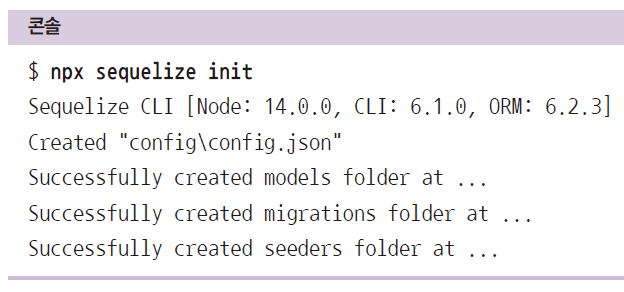 콘솔
$ npx sequelize init
Sequelize CLI [Node: 14.0.0, CLI: 6.1.0, ORM: 6.2.3]
Created "config\config.json"
Successfully created models folder at ...
Successfully created migrations folder at ...
Successfully created seeders folder at ...